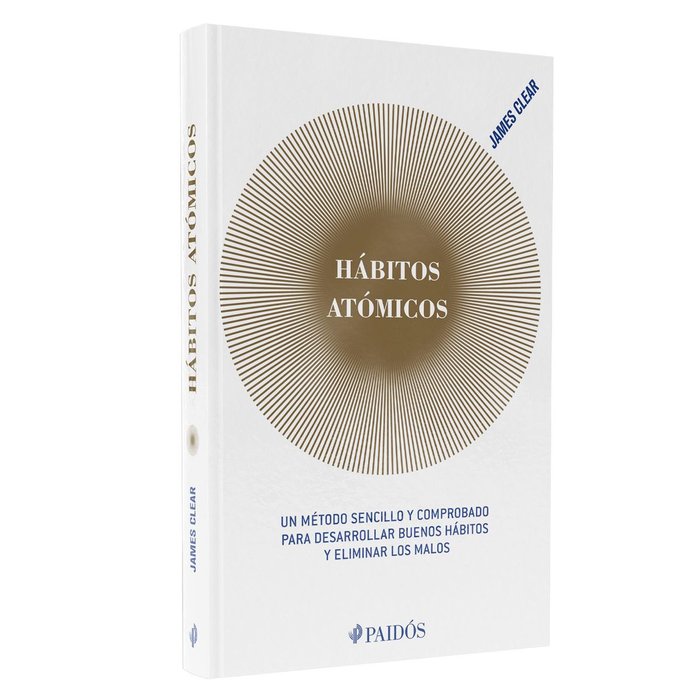 JAMES CLEAR
HÁBITOS
ATÓMICOS
UN MÉTODO SENCILLO Y COMPROBADO
PARA DESARROLLAR BUENOS HÁBITOS
Y ELIMINAR LOS MALOS
PAIDÓS
HÁBITOS ATÓMICOS
JAMES CLEAR